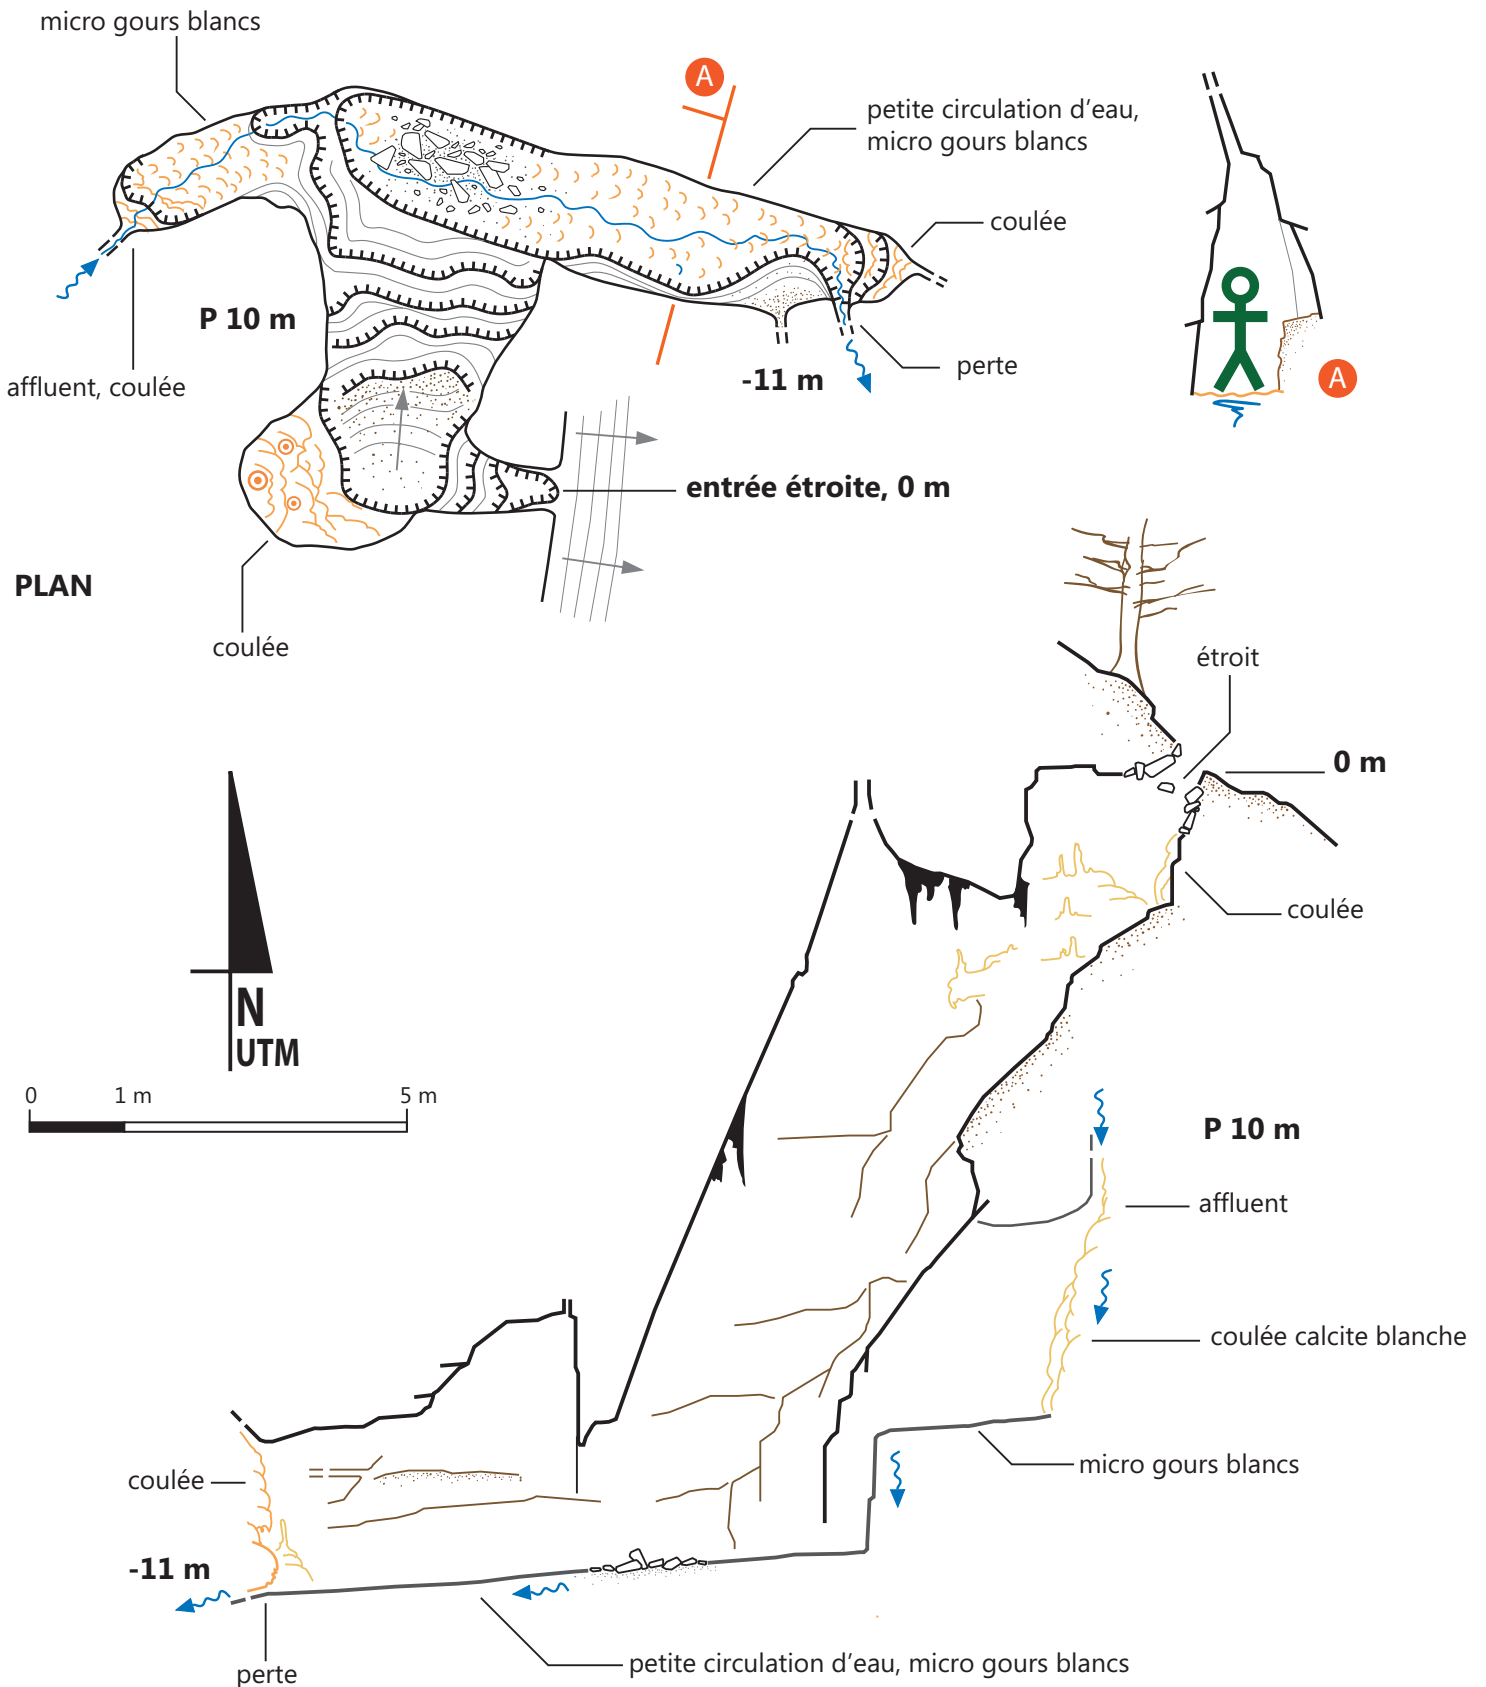 micro gours blancs
A
petite circulation d'eau,
micro gours blancs
coulée
P 10 m
affluent, coulée
-11 m
perte
A
entrée étroite, 0 m
PLAN
coulée
étroit
0 m
N
UTM
0 1 m 5 m
coulée
P 10 m
affluent
coulée calcite blanche
micro gours blancs
coulée
-11 m
petite circulation d'eau, micro gours blancs
perte